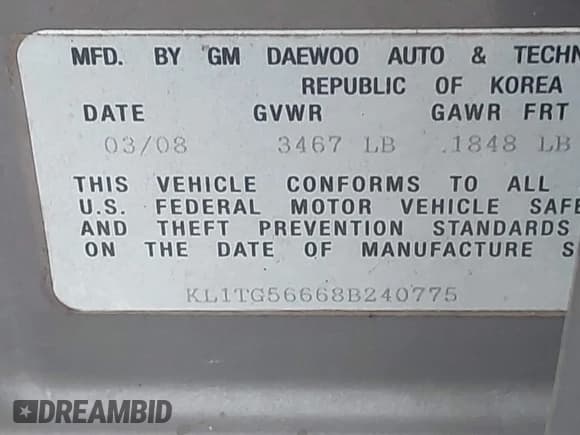 MFD. BY GM DAEWOO AUTO & TECHN
REPUBLIC OF KOREA
DATE GVWR GAWR FRT
03/08 3467 LB 1848 LB
THIS VEHICLE CONFORMS TO ALL
U.S. FEDERAL MOTOR VEHICLE SAFE
AND THEFT PREVENTION STANDARDS
ON THE DATE OF MANUFACTURE S
KL1TG56668B240775
DREAMBID